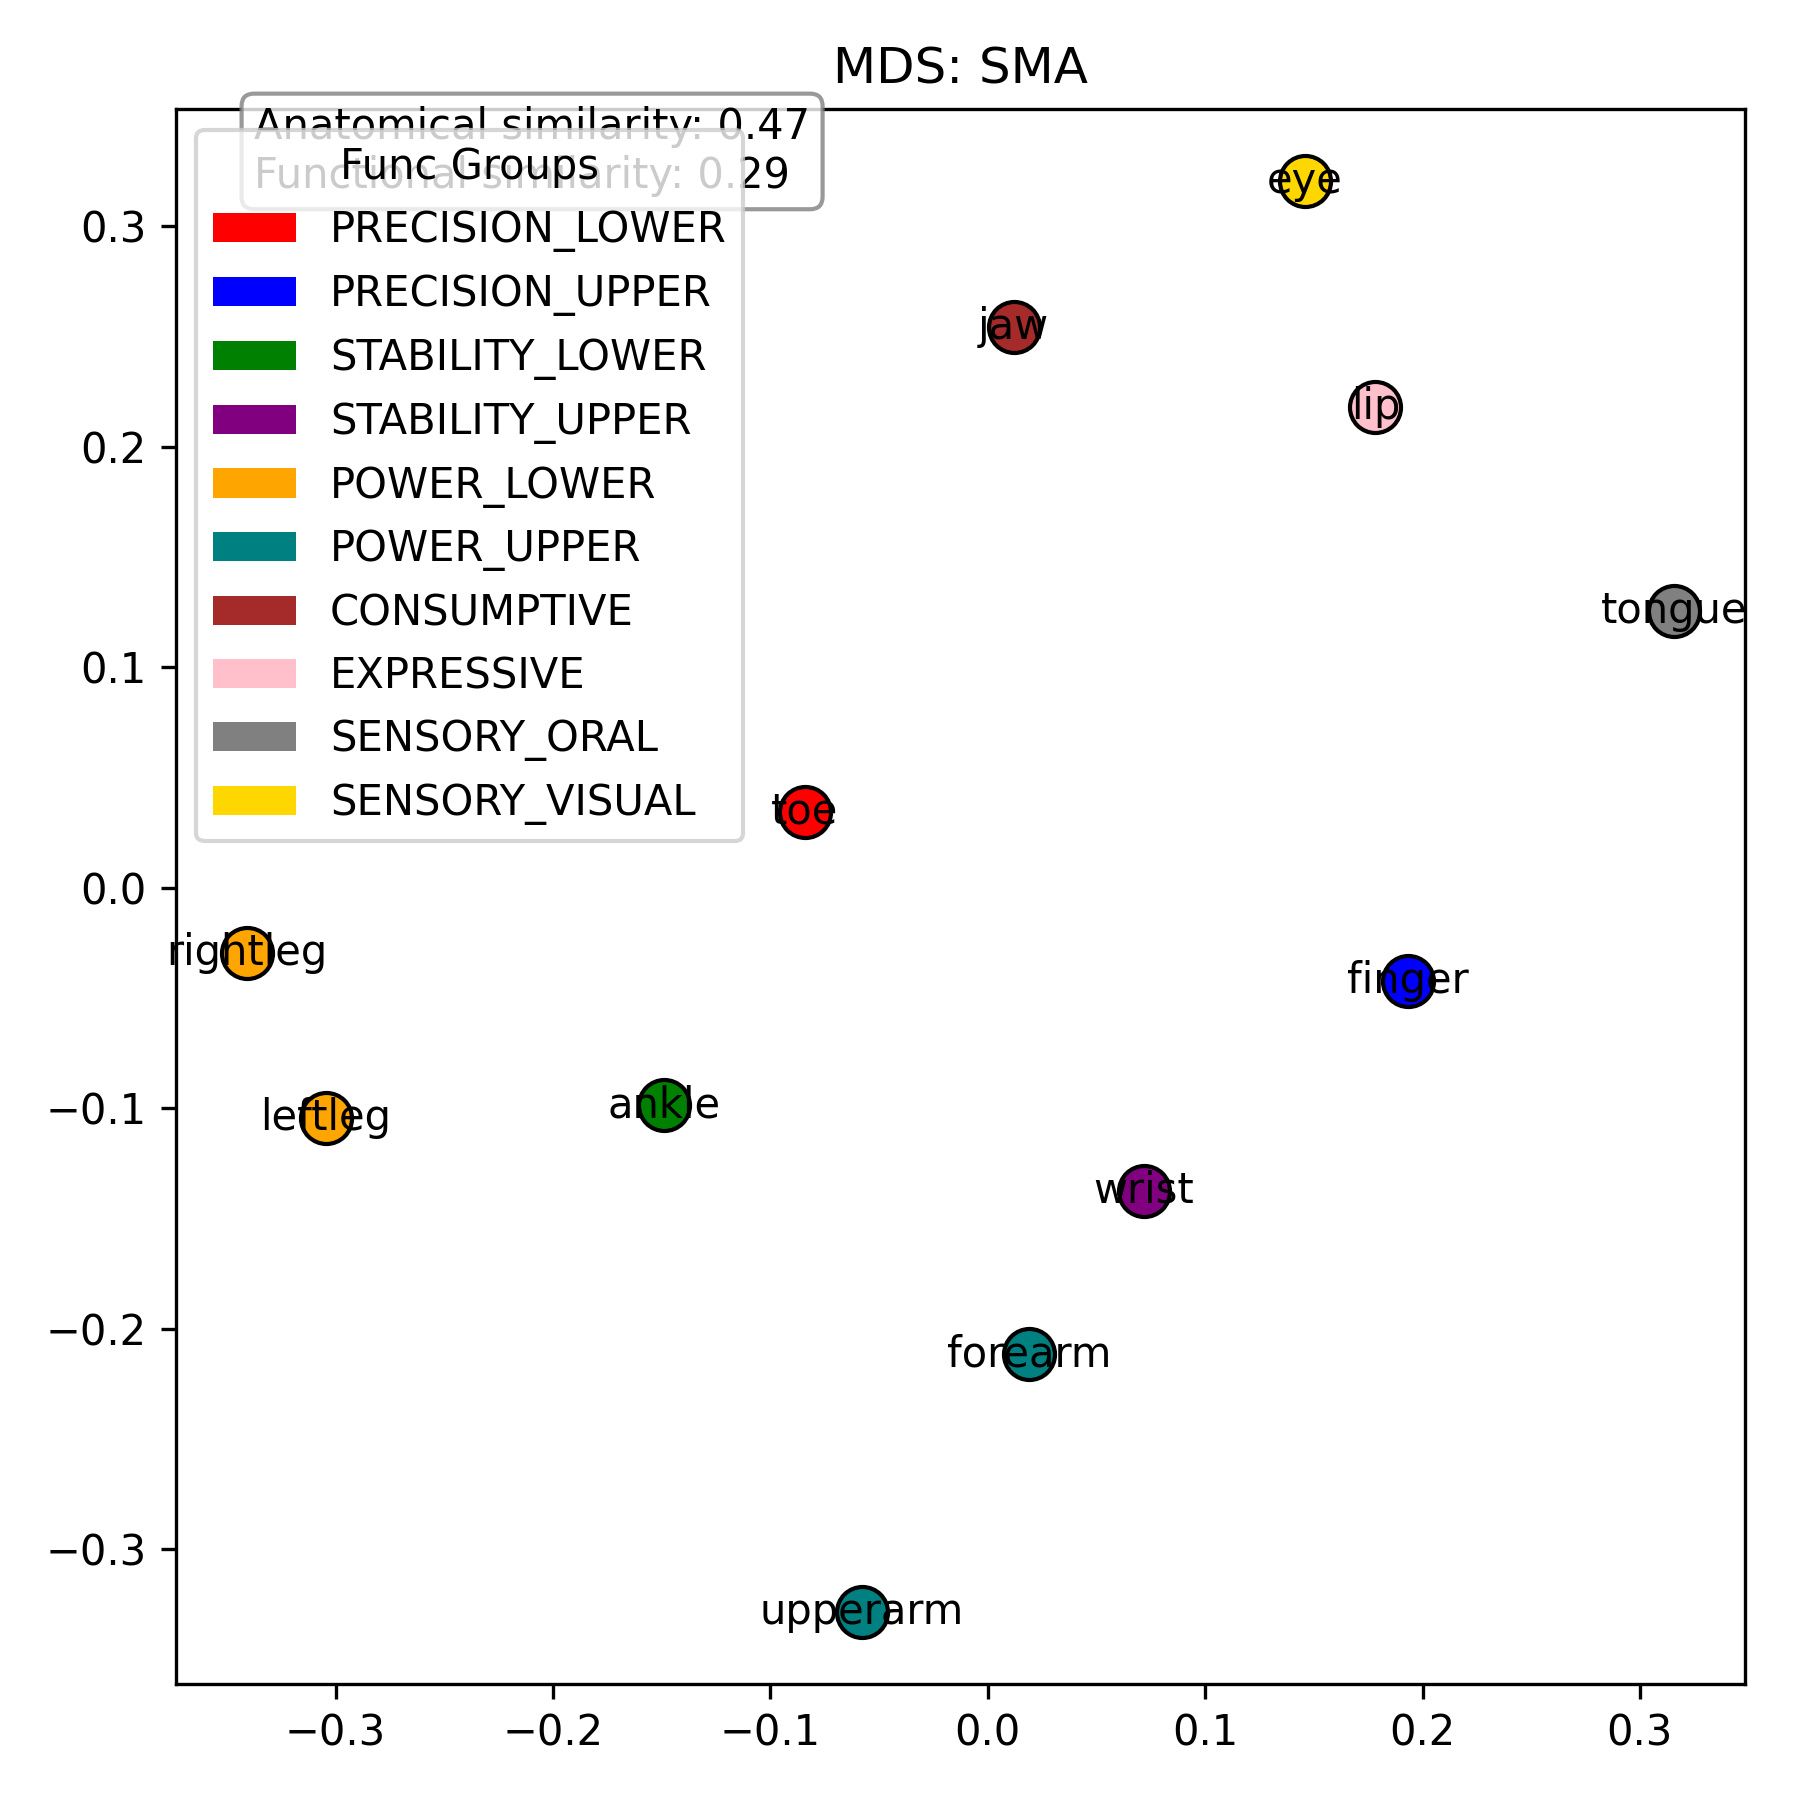 MDS: SMA
Anatomical similarity: 0.47
Functional similarity: 0.29
Func Groups
PRECISION_LOWER
PRECISION_UPPER
STABILITY_LOWER
STABILITY_UPPER
POWER_LOWER
POWER_UPPER
CONSUMPTIVE
EXPRESSIVE
SENSORY_ORAL
SENSORY_VISUAL
eye
jaw
lip
tongue
toe
rightleg
finger
leftleg
ankle
wrist
forearm
upperarm
0.3
0.2
0.1
0.0
−0.1
−0.2
−0.3
−0.3 −0.2 −0.1 0.0 0.1 0.2 0.3